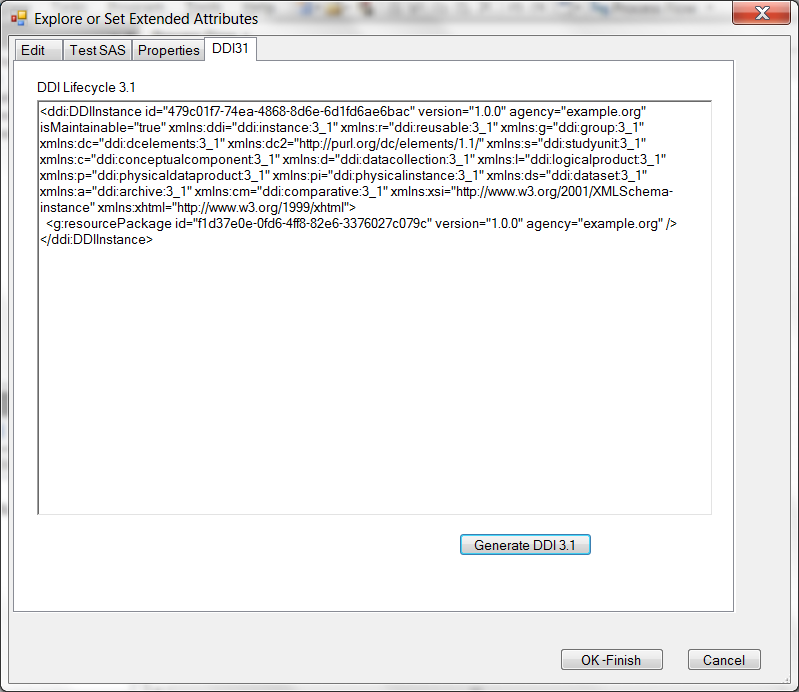 Explore or Set Extended Attributes
Edit Test SAS Properties DDI31
DDI Lifecycle 3.1
<ddi:DDIInstance id="479c01f7-74ea-4868-8d6e-6d1fd6ae6bac" version="1.0.0" agency="example.org"
isMaintainable="true" xmlns:ddi="ddi:instance:3_1" xmlns:r="ddi:reusable:3_1" xmlns:g="ddi:group:3_1"
xmlns:dc="ddi:dcelements:3_1" xmlns:dc2="http://purl.org/dc/elements/1.1/" xmlns:s="ddi:studyunit:3_1"
xmlns:c="ddi:conceptualcomponent:3_1" xmlns:d="ddi:datacollection:3_1" xmlns:l="ddi:logicalproduct:3_1"
xmlns:p="ddi:physicaldataproduct:3_1" xmlns:pi="ddi:physicalinstance:3_1" xmlns:ds="ddi:dataset:3_1"
xmlns:a="ddi:archive:3_1" xmlns:cm="ddi:comparative:3_1" xmlns:xsi="http://www.w3.org/2001/XMLSchema-
instance" xmlns:xhtml="http://www.w3.org/1999/xhtml">
<g:resourcePackage id="f1d37e0e-0fd6-4ff8-82e6-3376027c079c" version="1.0.0" agency="example.org" />
</ddi:DDIInstance>
Generate DDI 3.1
OK -Finish Cancel